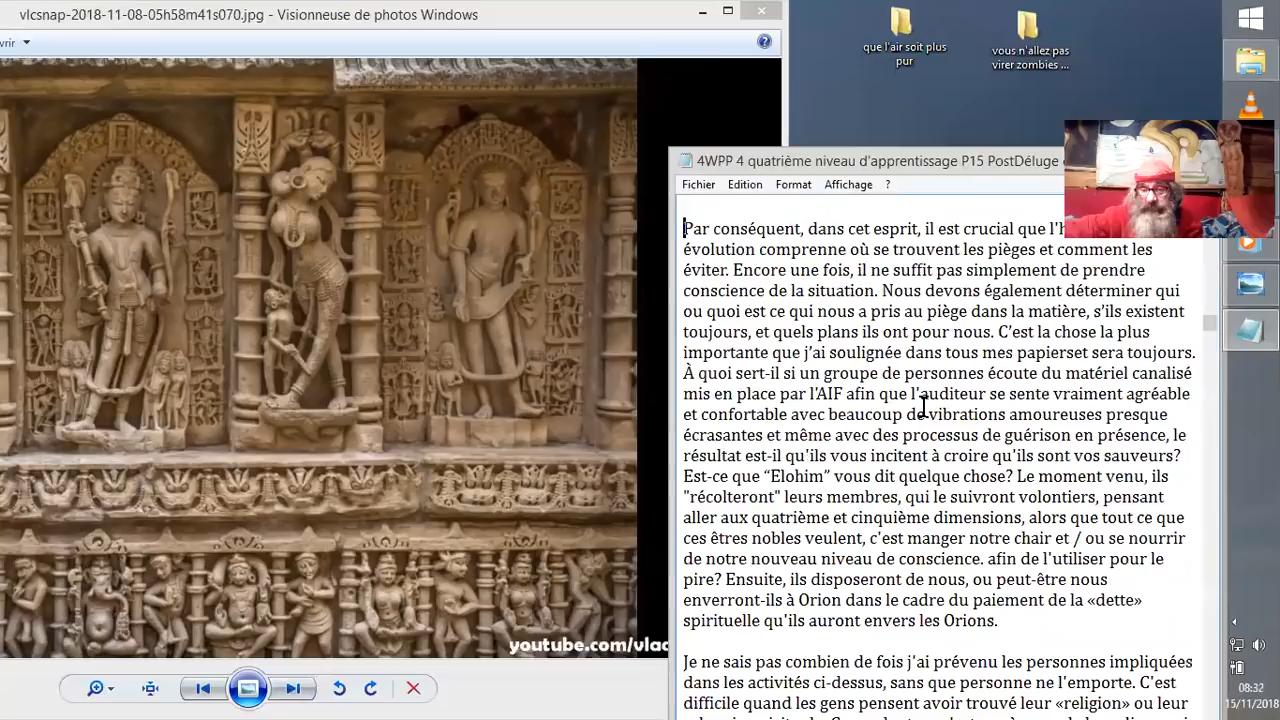 vlcsnap-2018-11-08-05h58m41s070.jpg - Visionneuse de photos Windows
vrir
que l'air soit plus
pur
vous n'allez pas
virer zombies ...
4WPP 4 quatrième niveau d'apprentissage P15 PostDéluge
Fichier Edition Format Affichage ?
Par conséquent, dans cet esprit, il est crucial que
évolution comprenne où se trouvent les pièges et comment les
éviter. Encore une fois, il ne suffit pas simplement de prendre
conscience de la situation. Nous devons également déterminer qui
ou quoi est ce qui nous a pris au piège dans la matière, s’ils existent
toujours, et quels plans ils ont pour nous. C’est la chose la plus
importante que j’ai soulignée dans tous mes papierset sera toujours.
À quoi sert-il si un groupe de personnes écoute du matériel canalisé
mis en place par l'AIF afin que l'auditeur se sente vraiment agréable
et confortable avec beaucoup de vibrations amoureuses presque
écrasantes et même avec des processus de guérison en présence, le
résultat est-il qu'ils vous incitent à croire qu'ils sont vos sauveurs?
Est-ce que “Elohim” vous dit quelque chose? Le moment venu, ils
"récolteront" leurs membres, qui le suivront volontiers, pensant
aller aux quatrième et cinquième dimensions, alors que tout ce que
ces êtres nobles veulent, c'est manger notre chair et / ou se nourrir
de notre nouveau niveau de conscience. afin de l'utiliser pour le
pire? Ensuite, ils disposeront de nous, ou peut-être nous
enverront-ils à Orion dans le cadre du paiement de la «dette»
spirituelle qu'ils auront envers les Orions.
Je ne sais pas combien de fois j'ai prévenu les personnes impliquées
dans les activités ci-dessus, sans que personne ne l'emporte. C'est
difficile quand les gens pensent avoir trouvé leur «religion» ou leur
youtube.com/vlad
08:32
15/11/2018